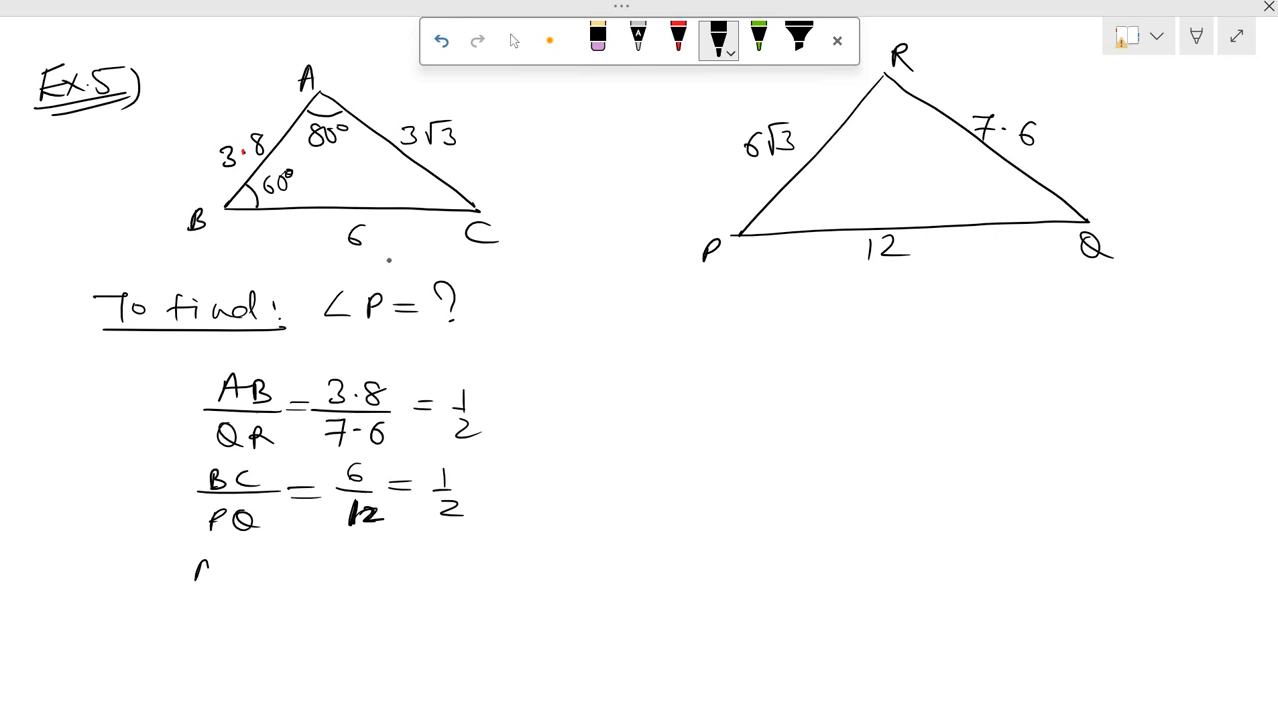 Ex.5)
A
80°
3.8
3√3
60°
B
6
C
R
6√3
7.6
P
12
Q
To find: ∠P = ?
AB/QR = 3.8/7.6 = 1/2
BC/PQ = 6/12 = 1/2